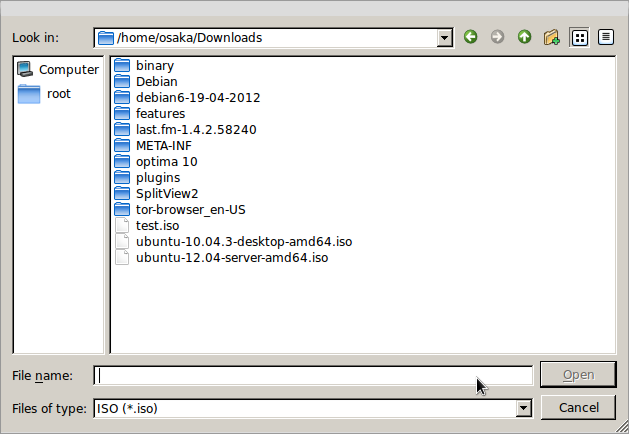 Look in: /home/osaka/Downloads
Computer
root
binary
Debian
debian6-19-04-2012
features
last.fm-1.4.2.58240
META-INF
optima 10
plugins
SplitView2
tor-browser_en-US
test.iso
ubuntu-10.04.3-desktop-amd64.iso
ubuntu-12.04-server-amd64.iso
File name: Open
Files of type: ISO (*.iso) Cancel